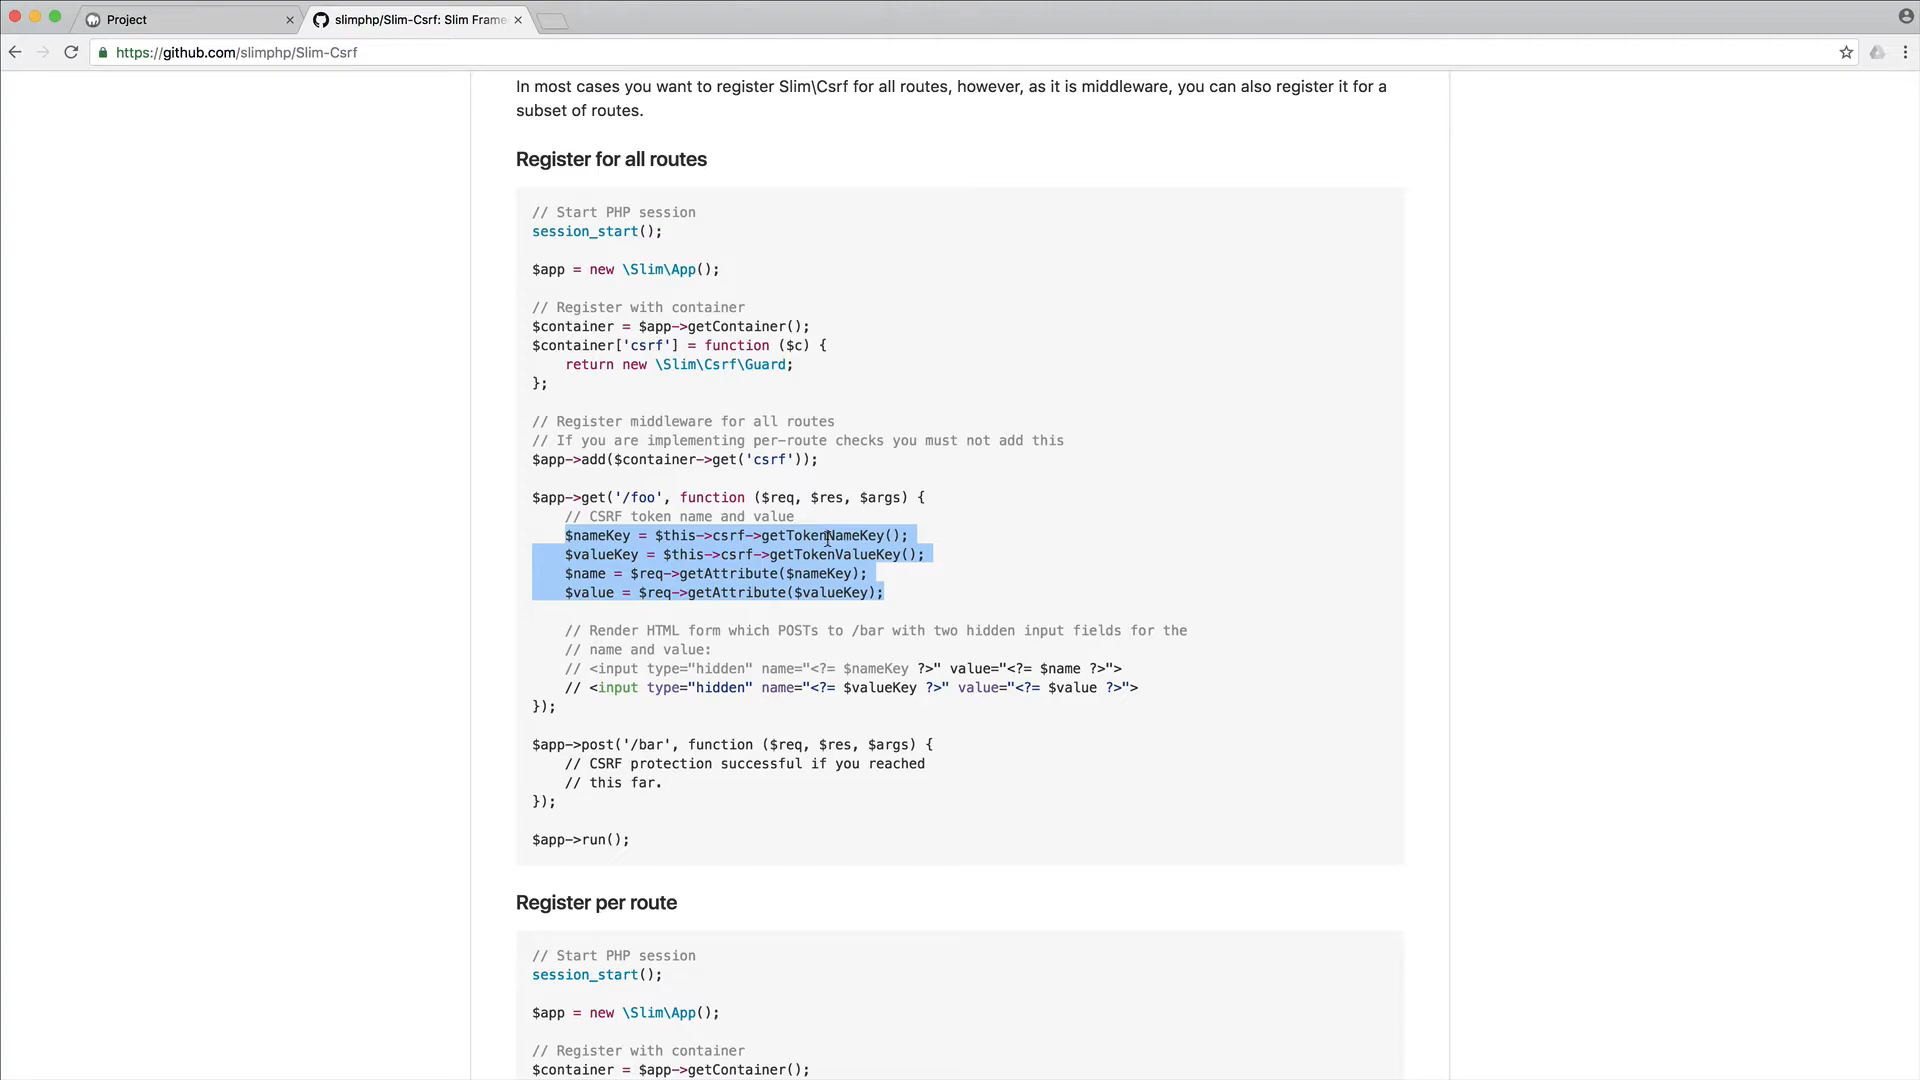 Project
slimphp/Slim-Csrf: Slim Frame
https://github.com/slimphp/Slim-Csrf
In most cases you want to register Slim\Csrf for all routes, however, as it is middleware, you can also register it for a
subset of routes.
Register for all routes
// Start PHP session
session_start();
$app = new \Slim\App();
// Register with container
$container = $app->getContainer();
$container['csrf'] = function ($c) {
    return new \Slim\Csrf\Guard;
};
// Register middleware for all routes
// If you are implementing per-route checks you must not add this
$app->add($container->get('csrf'));
$app->get('/foo', function ($req, $res, $args) {
    // CSRF token name and value
    $nameKey = $this->csrf->getTokenNameKey();
    $valueKey = $this->csrf->getTokenValueKey();
    $name = $req->getAttribute($nameKey);
    $value = $req->getAttribute($valueKey);
    // Render HTML form which POSTs to /bar with two hidden input fields for the
    // name and value:
    // <input type="hidden" name="<?= $nameKey ?>" value="<?= $name ?>">
    // <input type="hidden" name="<?= $valueKey ?>" value="<?= $value ?>">
});
$app->post('/bar', function ($req, $res, $args) {
    // CSRF protection successful if you reached
    // this far.
});
$app->run();
Register per route
// Start PHP session
session_start();
$app = new \Slim\App();
// Register with container
$container = $app->getContainer();